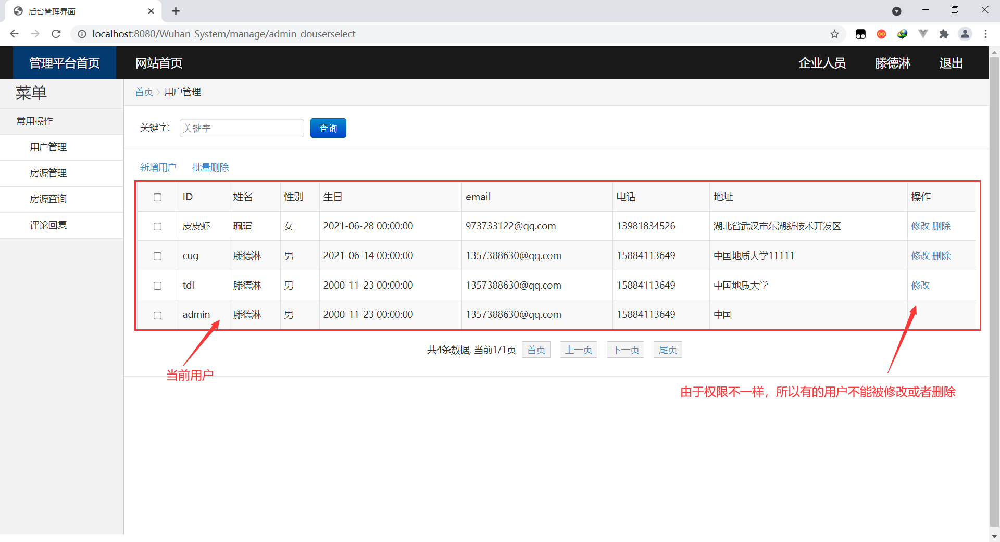 后台管理界面
localhost:8080/Wuhan_System/manage/admin_douserselect
管理平台首页 网站首页 企业人员 滕德淋 退出
菜单
首页 用户管理
常用操作
用户管理
房源管理
房源查询
评论回复
关键字: 关键字 查询
新增用户 批量删除
ID 姓名 性别 生日 email 电话 地址 操作
皮皮虾 珮瑄 女 2021-06-28 00:00:00 973733122@qq.com 13981834526 湖北省武汉市东湖新技术开发区 修改 删除
cug 滕德淋 男 2021-06-14 00:00:00 1357388630@qq.com 15884113649 中国地质大学11111 修改 删除
tdl 滕德淋 男 2000-11-23 00:00:00 1357388630@qq.com 15884113649 中国地质大学 修改
admin 滕德淋 男 2000-11-23 00:00:00 1357388630@qq.com 15884113649 中国
共4条数据, 当前1/1页 首页 上一页 下一页 尾页
当前用户
由于权限不一样，所以有的用户不能被修改或者删除